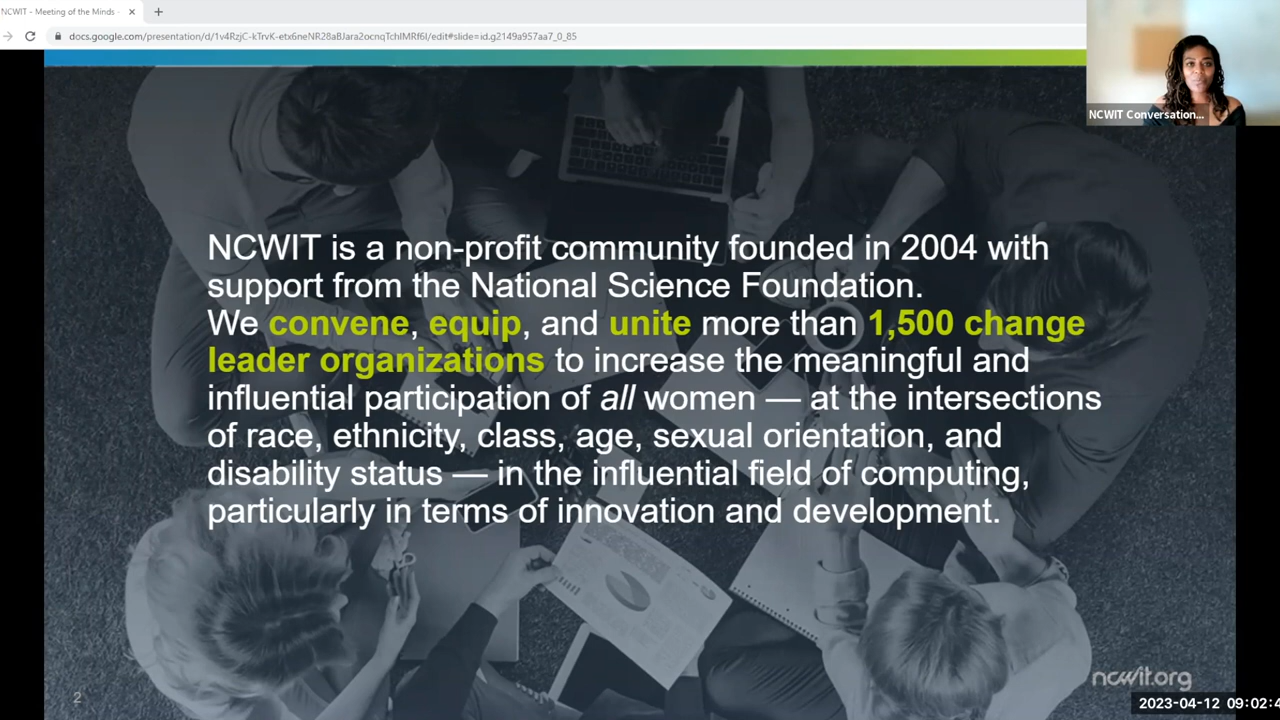 NCWIT - Meeting of the Minds -
docs.google.com/presentation/d/1v4RzjC-kTrvK-etx6neNR28aBJara2ocnqTchIMRf6I/edit#slide=id.g2149a957aa7_0_85
NCWIT Conversation...
NCWIT is a non-profit community founded in 2004 with
support from the National Science Foundation.
We convene, equip, and unite more than 1,500 change
leader organizations to increase the meaningful and
influential participation of all women — at the intersections
of race, ethnicity, class, age, sexual orientation, and
disability status — in the influential field of computing,
particularly in terms of innovation and development.
ncwit.org
2
2023-04-12 09:02:4